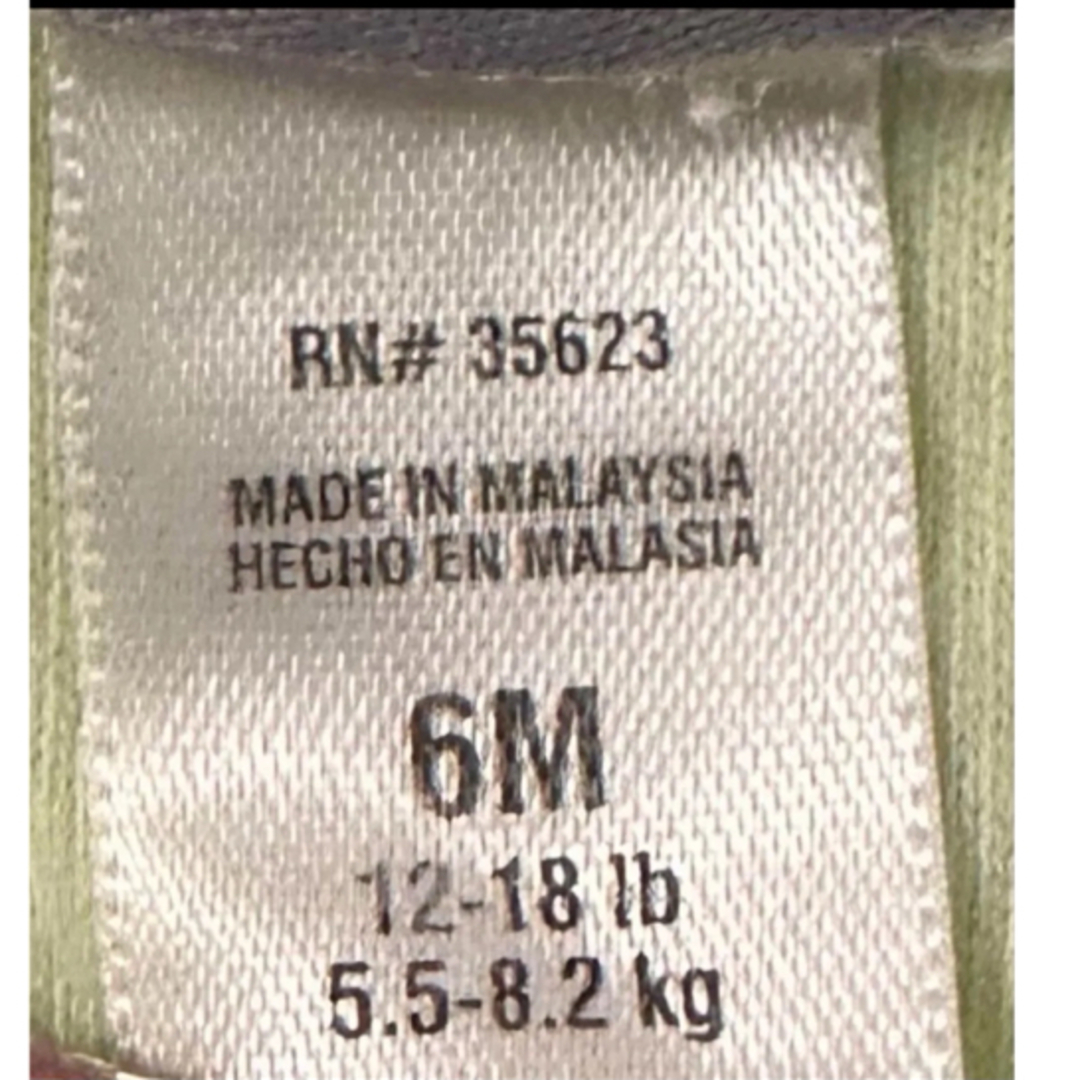 RN# 35623
MADE IN MALAYSIA
HECHO EN MALASIA
6M
12-18 lb
5.5-8.2 kg